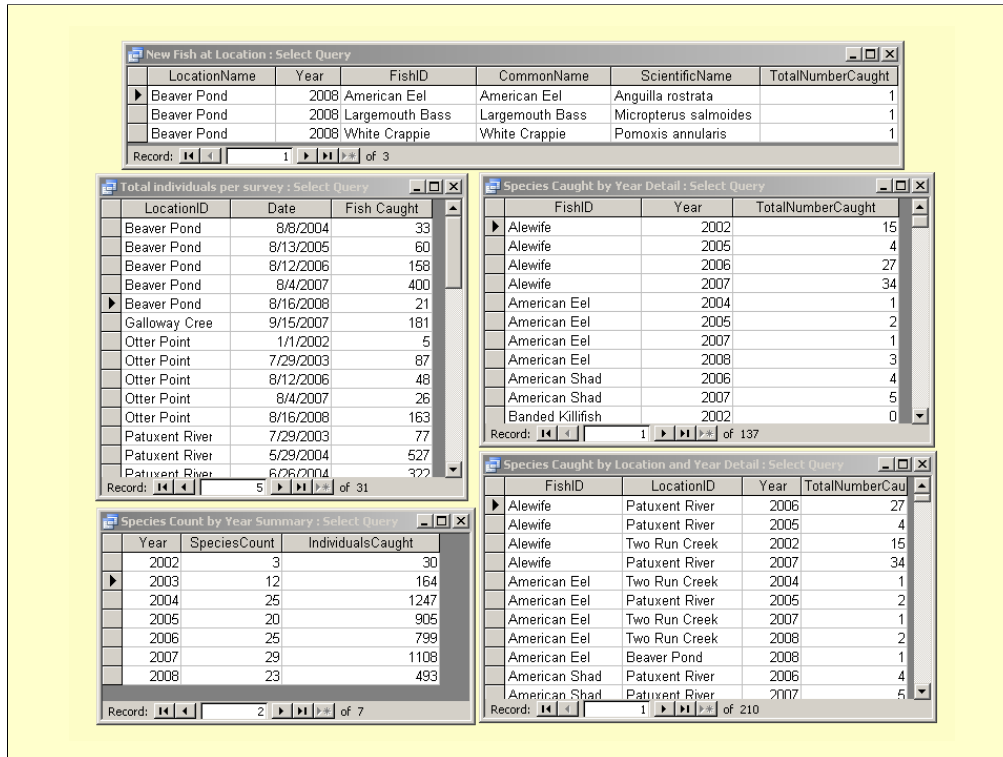 New Fish at Location : Select Query
LocationName Year FishID CommonName ScientificName TotalNumberCaught
Beaver Pond 2008 American Eel American Eel Anguilla rostrata 1
Beaver Pond 2008 Largemouth Bass Largemouth Bass Micropterus salmoides 1
Beaver Pond 2008 White Crappie White Crappie Pomoxis annularis 1
Record: 1 of 3
Total individuals per survey : Select Query
LocationID Date Fish Caught
Beaver Pond 8/8/2004 33
Beaver Pond 8/13/2005 60
Beaver Pond 8/12/2006 158
Beaver Pond 8/4/2007 400
Beaver Pond 8/16/2008 21
Galloway Cree 9/15/2007 181
Otter Point 1/1/2002 5
Otter Point 7/29/2003 87
Otter Point 8/12/2006 48
Otter Point 8/4/2007 26
Otter Point 8/16/2008 163
Patuxent River 7/29/2003 77
Patuxent River 5/29/2004 527
Patuxent River 6/26/2004 322
Record: 5 of 31
Species Caught by Year Detail : Select Query
FishID Year TotalNumberCaught
Alewife 2002 15
Alewife 2005 4
Alewife 2006 27
Alewife 2007 34
American Eel 2004 1
American Eel 2005 2
American Eel 2007 1
American Eel 2008 3
American Shad 2006 4
American Shad 2007 5
Banded Killifish 2002 0
Record: 1 of 137
Species Count by Year Summary : Select Query
Year SpeciesCount IndividualsCaught
2002 3 30
2003 12 164
2004 25 1247
2005 20 905
2006 25 799
2007 29 1108
2008 23 493
Record: 2 of 7
Species Caught by Location and Year Detail : Select Query
FishID LocationID Year TotalNumberCau
Alewife Patuxent River 2006 27
Alewife Patuxent River 2005 4
Alewife Two Run Creek 2002 15
Alewife Patuxent River 2007 34
American Eel Two Run Creek 2004 1
American Eel Patuxent River 2005 2
American Eel Two Run Creek 2007 1
American Eel Two Run Creek 2008 2
American Eel Beaver Pond 2008 1
American Shad Patuxent River 2006 4
American Shad Patuxent River 2007 5
Record: 1 of 210